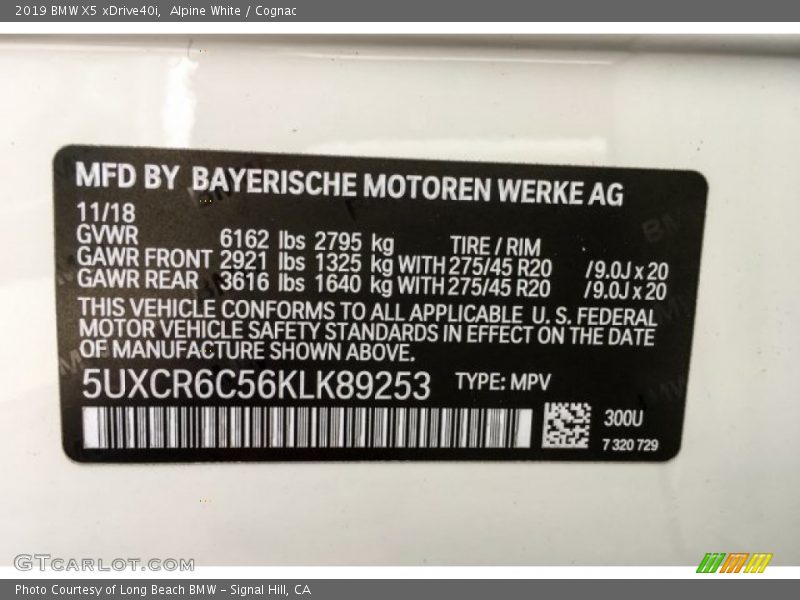 2019 BMW X5 xDrive40i, Alpine White / Cognac
MFD BY BAYERISCHE MOTOREN WERKE AG
11/18
GVWR 6162 lbs 2795 kg TIRE / RIM
GAWR FRONT 2921 lbs 1325 kg WITH 275/45 R20 /9.0J x 20
GAWR REAR 3616 lbs 1640 kg WITH 275/45 R20 /9.0J x 20
THIS VEHICLE CONFORMS TO ALL APPLICABLE U.S. FEDERAL
MOTOR VEHICLE SAFETY STANDARDS IN EFFECT ON THE DATE
OF MANUFACTURE SHOWN ABOVE.
5UXCR6C56KLK89253 TYPE: MPV
300U
7 320 729
GTCARLOT.COM
Photo Courtesy of Long Beach BMW - Signal Hill, CA